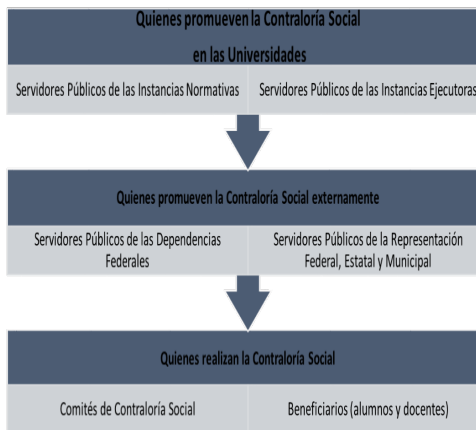 Quienes promueven la Contraloría Social
en las Universidades
Servidores Públicos de las Instancias Normativas
Servidores Públicos de las Instancias Ejecutoras
Quienes promueven la Contraloría Social externamente
Servidores Públicos de las Dependencias
Federales
Servidores Públicos de la Representación
Federal, Estatal y Municipal
Quienes realizan la Contraloría Social
Comités de Contraloría Social
Beneficiarios (alumnos y docentes)